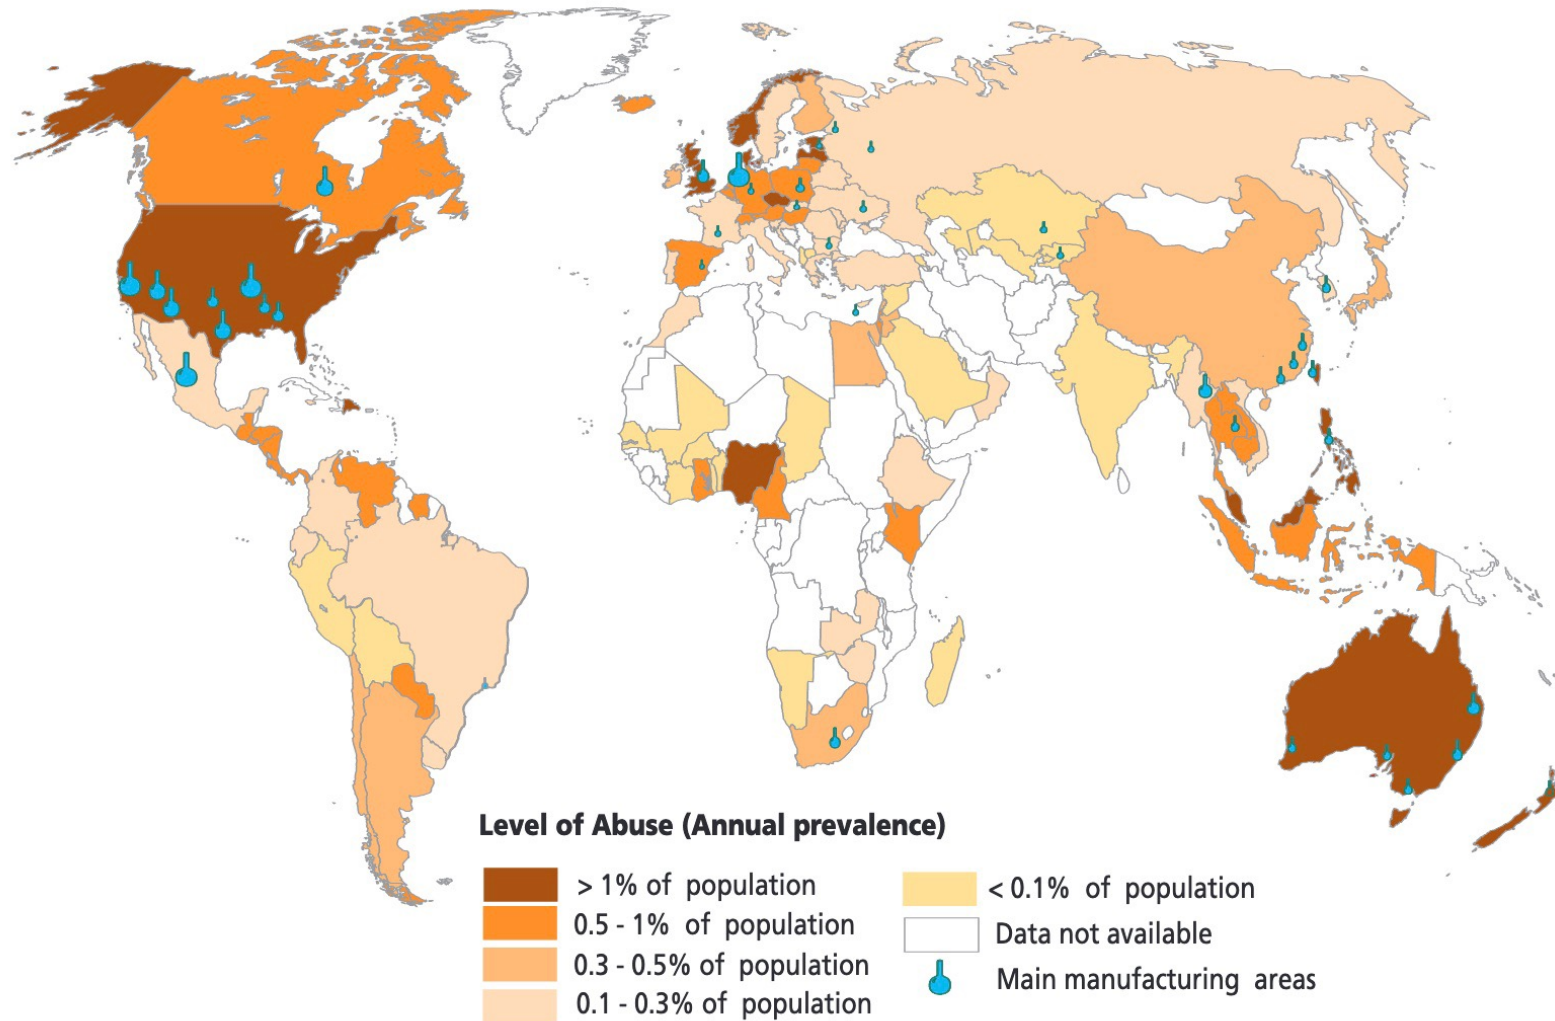 Level of Abuse (Annual prevalence)
> 1% of population
0.5 - 1% of population
0.3 - 0.5% of population
0.1 - 0.3% of population
< 0.1% of population
Data not available
Main manufacturing areas